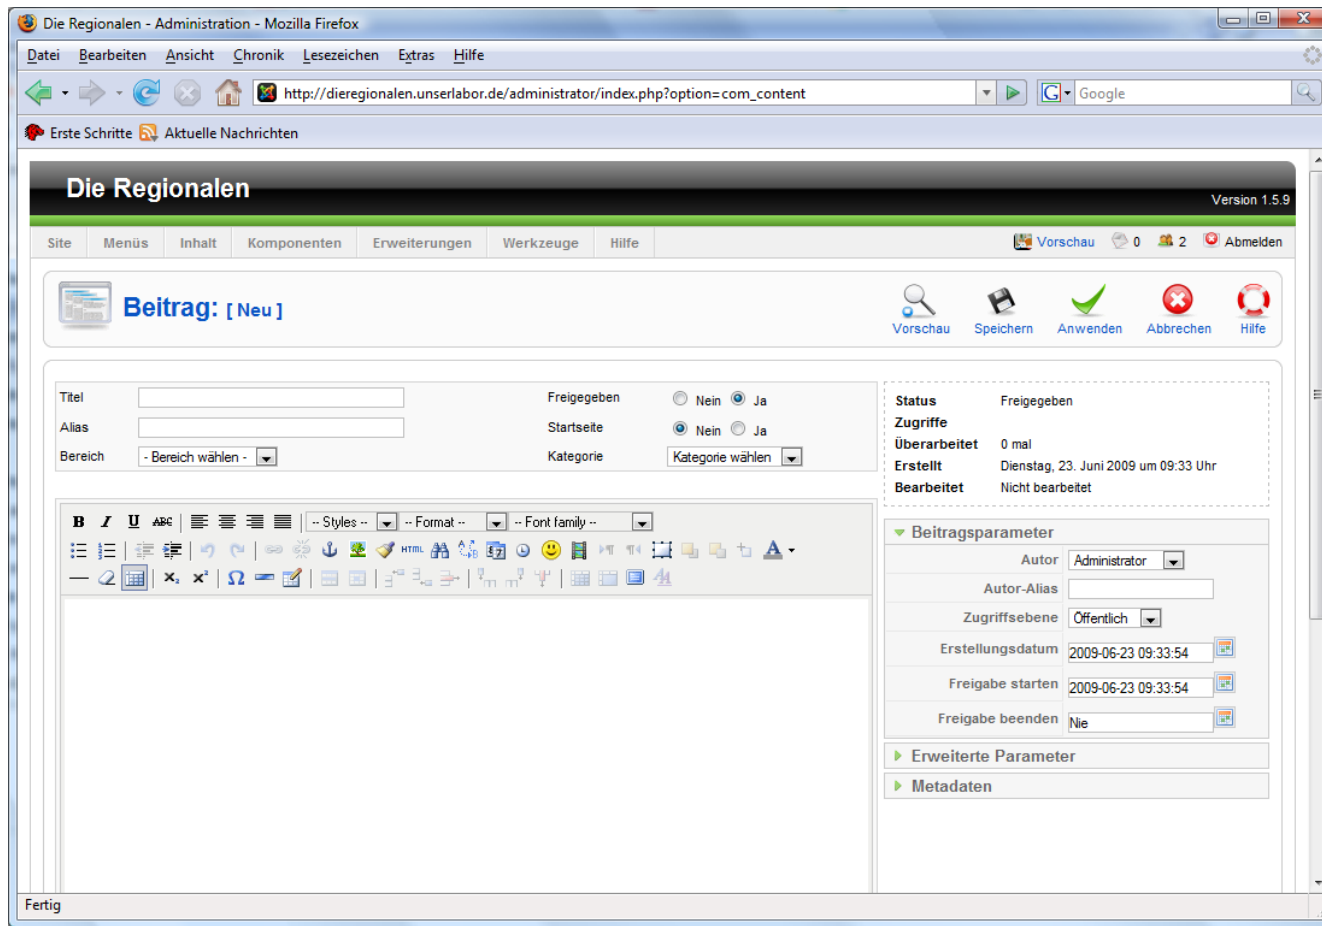 Die Regionalen - Administration - Mozilla Firefox
Datei Bearbeiten Ansicht Chronik Lesezeichen Extras Hilfe
http://dieregionalen.unserlabor.de/administrator/index.php?option=com_content
G Google
Erste Schritte Aktuelle Nachrichten
Die Regionalen
Version 1.5.9
Site Menüs Inhalt Komponenten Erweiterungen Werkzeuge Hilfe Vorschau 0 2 Abmelden
Beitrag: [ Neu ]
Vorschau Speichern Anwenden Abbrechen Hilfe
Titel Freigegeben Nein Ja
Alias Startseite Nein Ja
Bereich - Bereich wählen - Kategorie Kategorie wählen
Status Freigegeben
Zugriffe
Überarbeitet 0 mal
Erstellt Dienstag, 23. Juni 2009 um 09:33 Uhr
Bearbeitet Nicht bearbeitet
B I U ABC -- Styles -- -- Format -- -- Font family --
HTML A
x₂ x² Ω
Beitragsparameter
Autor Administrator
Autor-Alias
Zugriffsebene Öffentlich
Erstellungsdatum 2009-06-23 09:33:54
Freigabe starten 2009-06-23 09:33:54
Freigabe beenden Nie
Erweiterte Parameter
Metadaten
Fertig